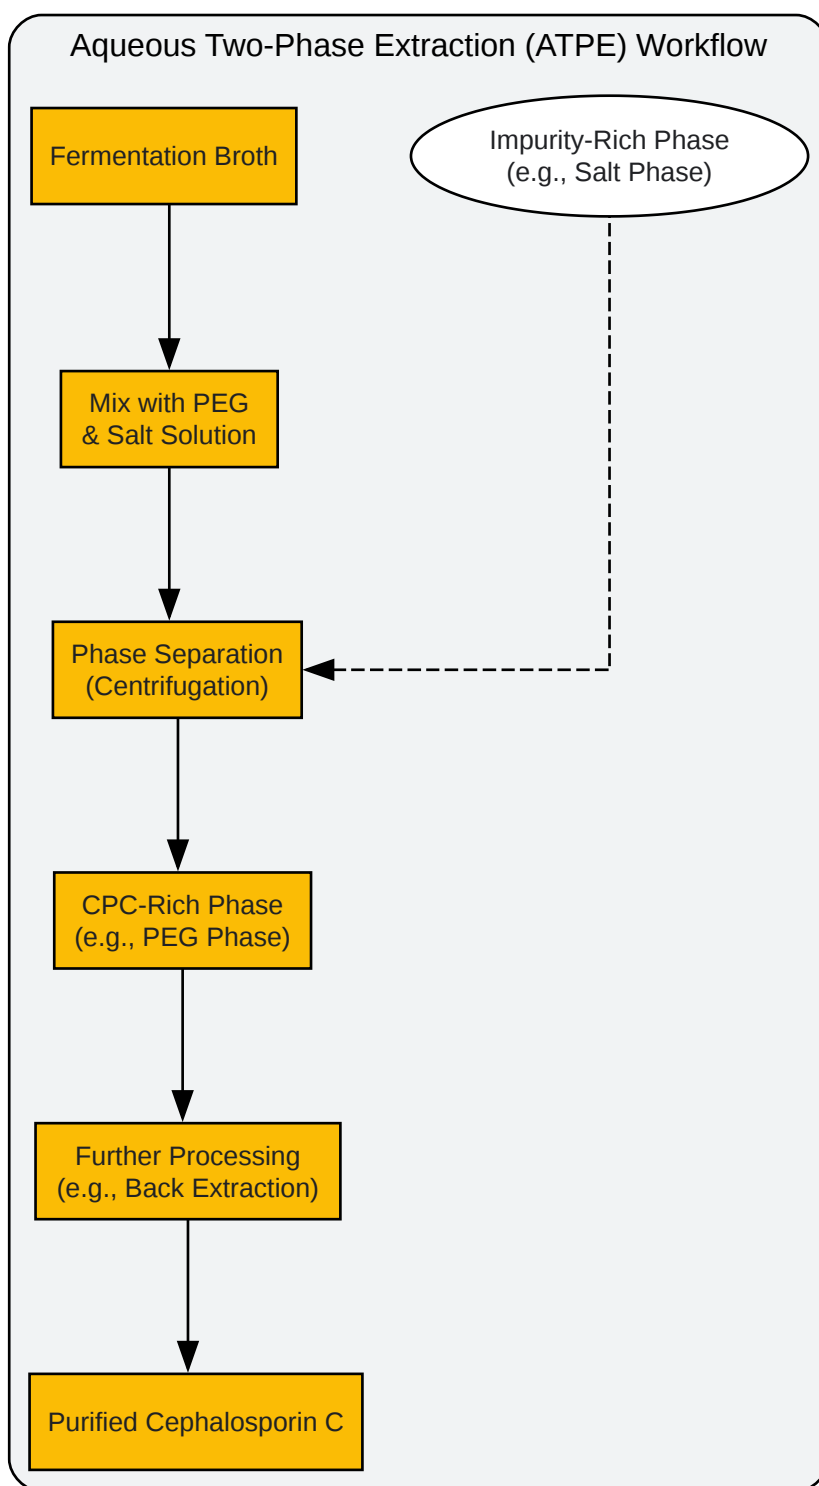 Aqueous Two-Phase Extraction (ATPE) Workflow
Fermentation Broth
Impurity-Rich Phase
(e.g., Salt Phase)
Mix with PEG
& Salt Solution
Phase Separation
(Centrifugation)
CPC-Rich Phase
(e.g., PEG Phase)
Further Processing
(e.g., Back Extraction)
Purified Cephalosporin C